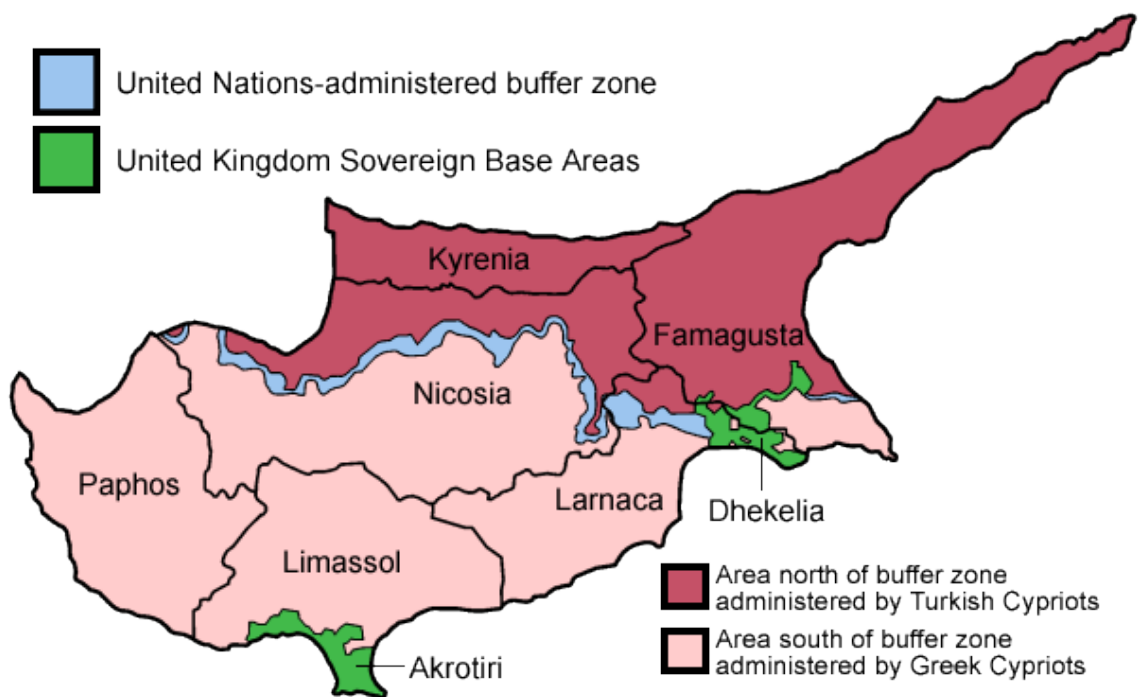 United Nations-administered buffer zone
United Kingdom Sovereign Base Areas
Kyrenia
Famagusta
Nicosia
Paphos
Larnaca
Dhekelia
Limassol
Area north of buffer zone
administered by Turkish Cypriots
Area south of buffer zone
administered by Greek Cypriots
Akrotiri